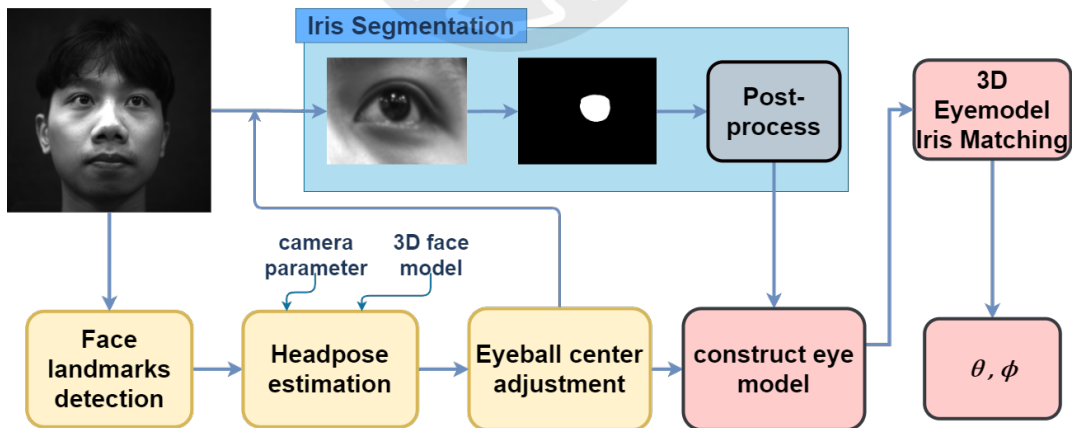 Iris Segmentation
Post-
process
3D
Eyemodel
Iris Matching
camera
parameter
3D face
model
Face
landmarks
detection
Headpose
estimation
Eyeball center
adjustment
construct eye
model
θ , ϕ